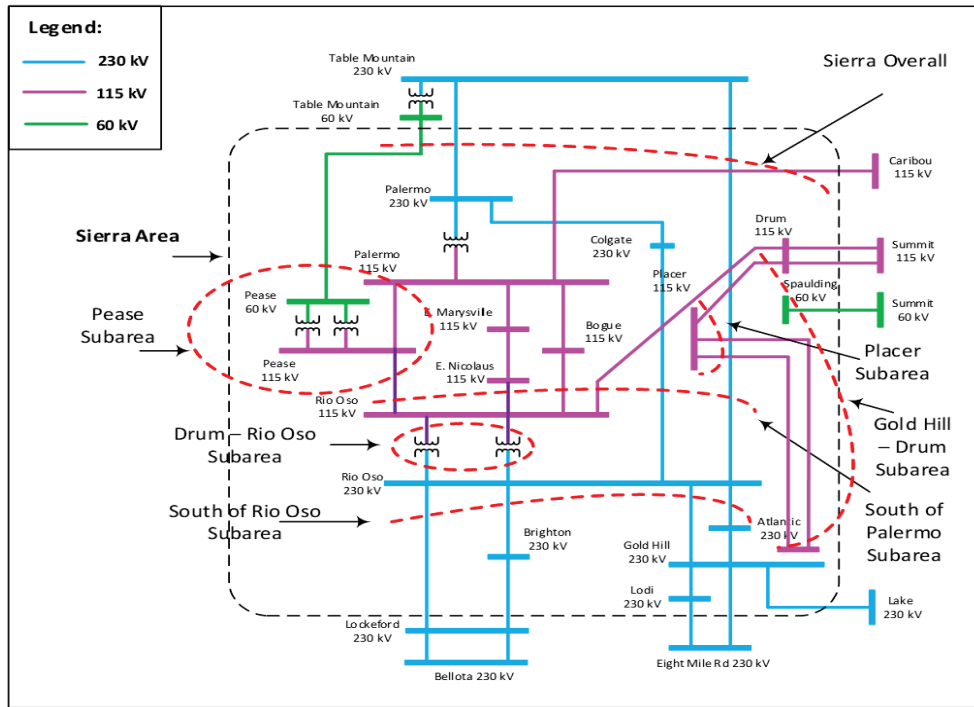 Legend:
230 kV
115 kV
60 kV
Table Mountain
230 kV
Sierra Overall
Table Mountain
60 kV
Caribou
115 kV
Palermo
230 kV
Sierra Area
Colgate
230 kV
Drum
115 kV
Summit
115 kV
Palermo
115 kV
Placer
115 kV
Spaulding
60 kV
Summit
60 kV
Pease
Subarea
Pease
60 kV
E. Marysville
115 kV
Bogue
115 kV
Placer
Subarea
Pease
115 kV
E. Nicolaus
115 kV
Rio Oso
115 kV
Gold Hill
– Drum
Subarea
Drum – Rio Oso
Subarea
Rio Oso
230 kV
South of Rio Oso
Subarea
South of
Palermo
Subarea
Atlantic
230 kV
Brighton
230 kV
Gold Hill
230 kV
Lodi
230 kV
Lake
230 kV
Lockeford
230 kV
Bellota 230 kV
Eight Mile Rd 230 kV